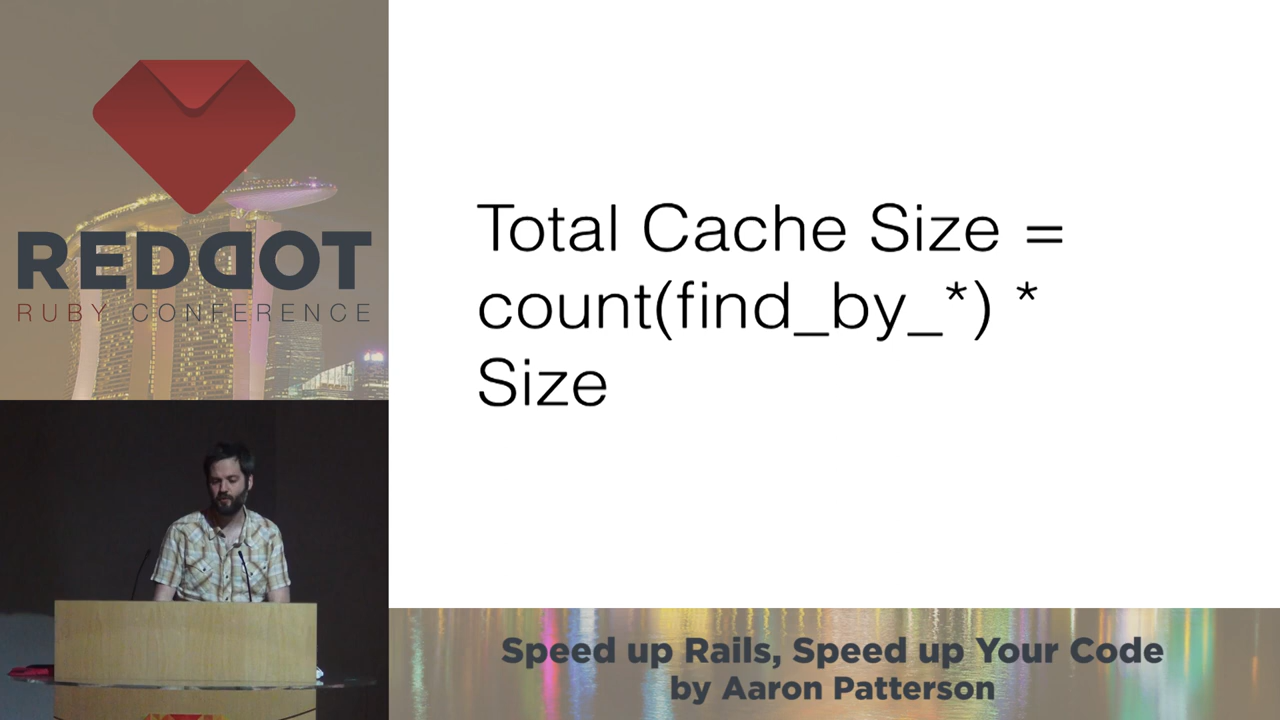 REDDOT
RUBY CONFERENCE
Total Cache Size =
count(find_by_*) *
Size
Speed up Rails, Speed up Your Code
by Aaron Patterson